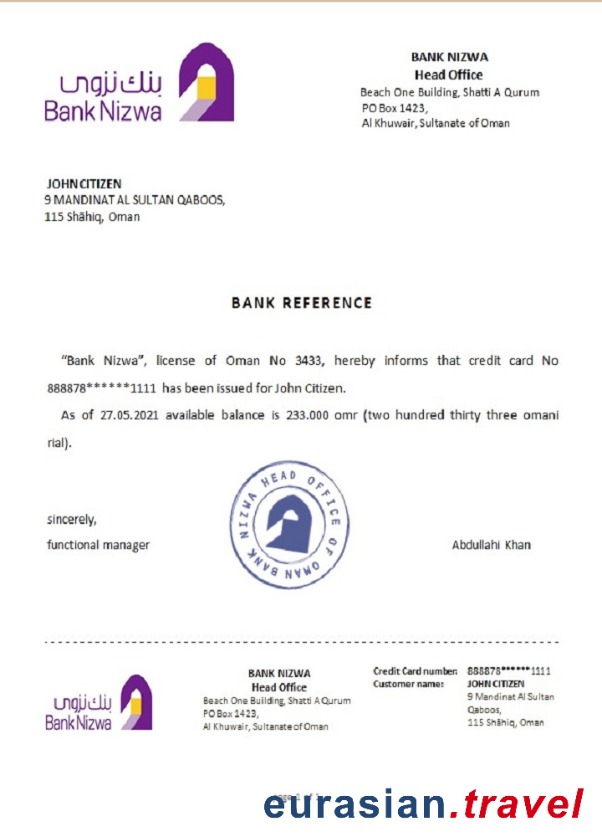 بنك نزوى
Bank Nizwa
BANK NIZWA
Head Office
Beach One Building, Shatti A Qurum
PO Box 1423,
Al Khuwair, Sultanate of Oman
JOHN CITIZEN
9 MANDINAT AL SULTAN QABOOS,
115 Shāhiq, Oman
BANK REFERENCE
“Bank Nizwa”, license of Oman No 3433, hereby informs that credit card No
888878******1111 has been issued for John Citizen.
As of 27.05.2021 available balance is 233.000 omr (two hundred thirty three omani
rial).
NIZWA HEAD OFFICE OF OMAN BANK
sincerely,
functional manager
Abdullahi Khan
بنك نزوى
Bank Nizwa
BANK NIZWA
Head Office
Beach One Building, Shatti A Qurum
PO Box 1423,
Al Khuwair, Sultanate of Oman
Credit Card number: 888878******1111
Customer name: JOHN CITIZEN
9 Mandinat Al Sultan
Qaboos,
115 Shāhiq, Oman
page 1 of 1
eurasian.travel